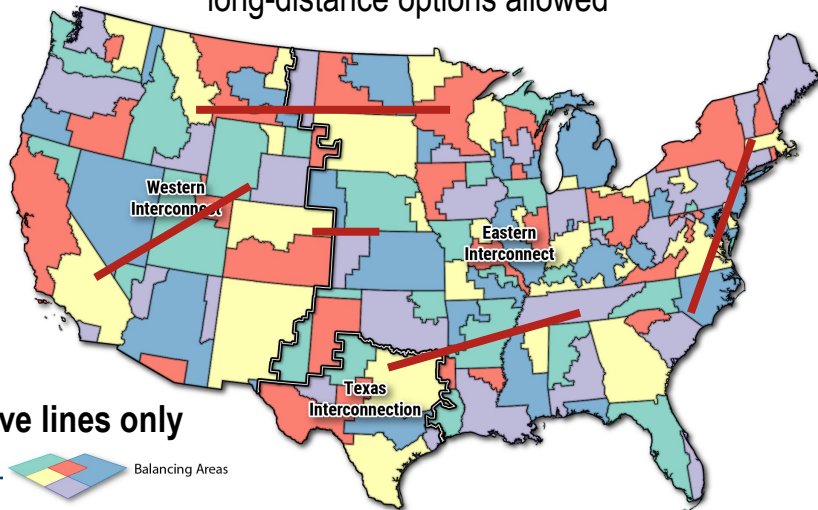 long-distance options allowed
Western
Interconnect
Eastern
Interconnect
Texas
Interconnection
ve lines only
Balancing Areas